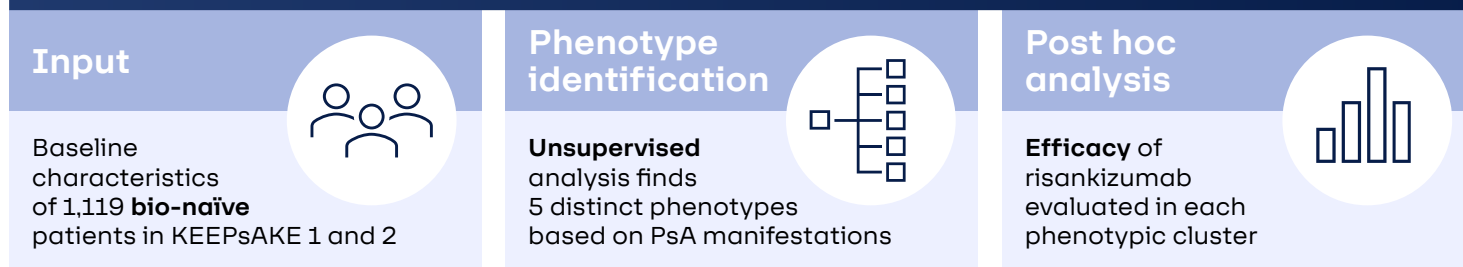 Input
Baseline
characteristics
of 1,119 bio-naïve
patients in KEEPsAKE 1 and 2
Phenotype
identification
Unsupervised
analysis finds
5 distinct phenotypes
based on PsA manifestations
Post hoc
analysis
Efficacy of
risankizumab
evaluated in each
phenotypic cluster